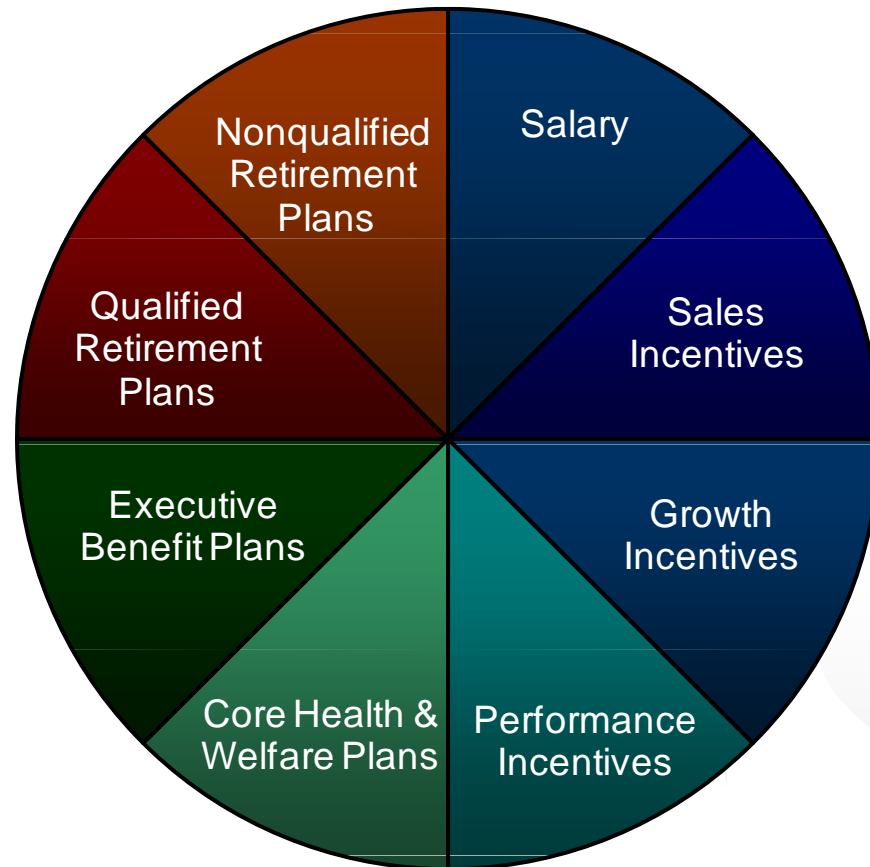 Salary
Sales
Incentives
Growth
Incentives
Performance
Incentives
Core Health &
Welfare Plans
Executive
Benefit Plans
Qualified
Retirement
Plans
Nonqualified
Retirement
Plans